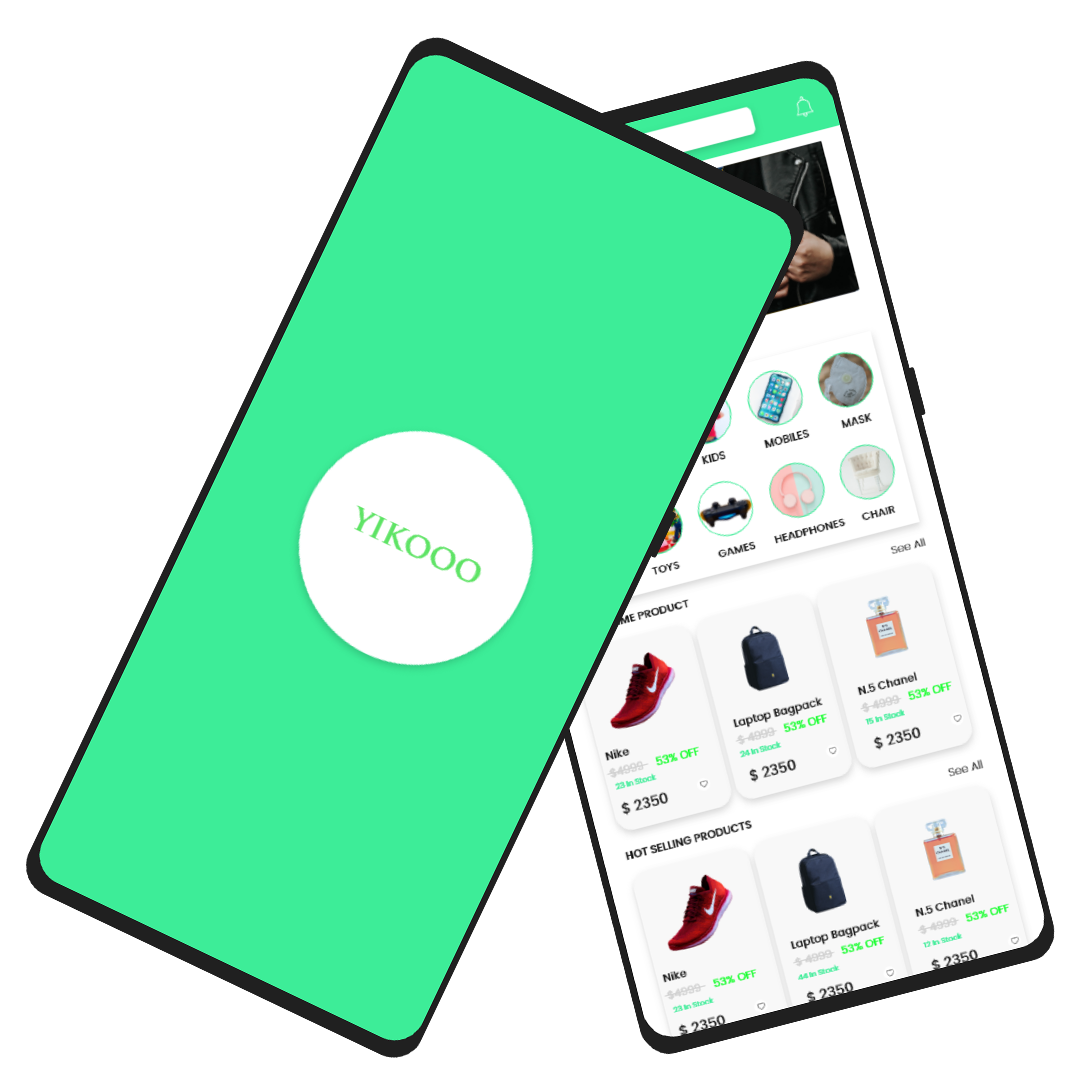 YIKOOO
KIDS
MOBILES
MASK
TOYS
GAMES
HEADPHONES
CHAIR
See All
ME PRODUCT
Nike
$4999 53% OFF
23 In Stock
$ 2350
Laptop Bagpack
$ 4999 53% OFF
24 In Stock
$ 2350
N.5 Chanel
$ 4999 53% OFF
15 In Stock
$ 2350
See All
HOT SELLING PRODUCTS
Nike
$4999 53% OFF
23 In Stock
$ 2350
Laptop Bagpack
$ 4999 53% OFF
44 In Stock
$ 2350
N.5 Chanel
$ 4999 53% OFF
12 In Stock
$ 2350